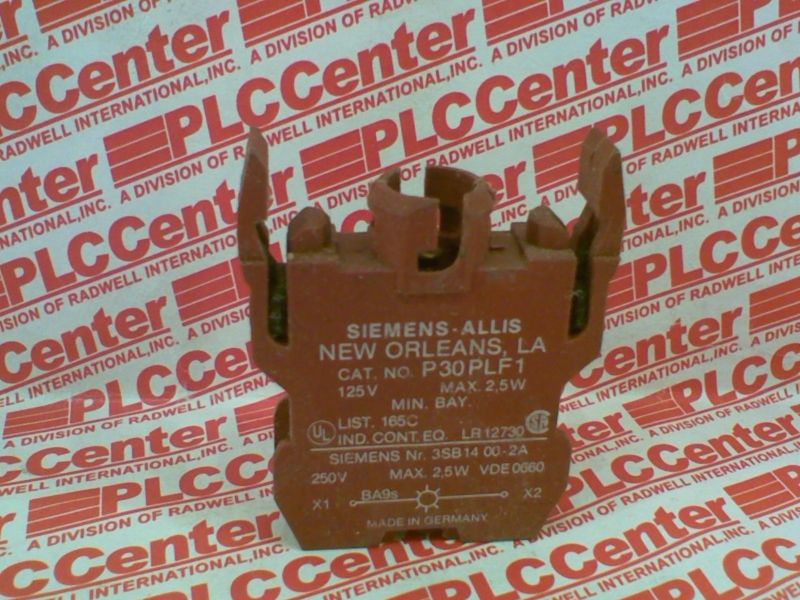 PLCCenter
A DIVISION OF RADWELL INTERNATIONAL, INC.
SIEMENS-ALLIS
NEW ORLEANS, LA
CAT. NO. P30PLF1
125V MAX. 2,5W
MIN. BAY.
UL LIST. 165C
IND. CONT. EQ. LR12730
SIEMENS Nr. 3SB14 00-2A
250V MAX. 2,5W VDE 0660
X1 BA9s X2
MADE IN GERMANY